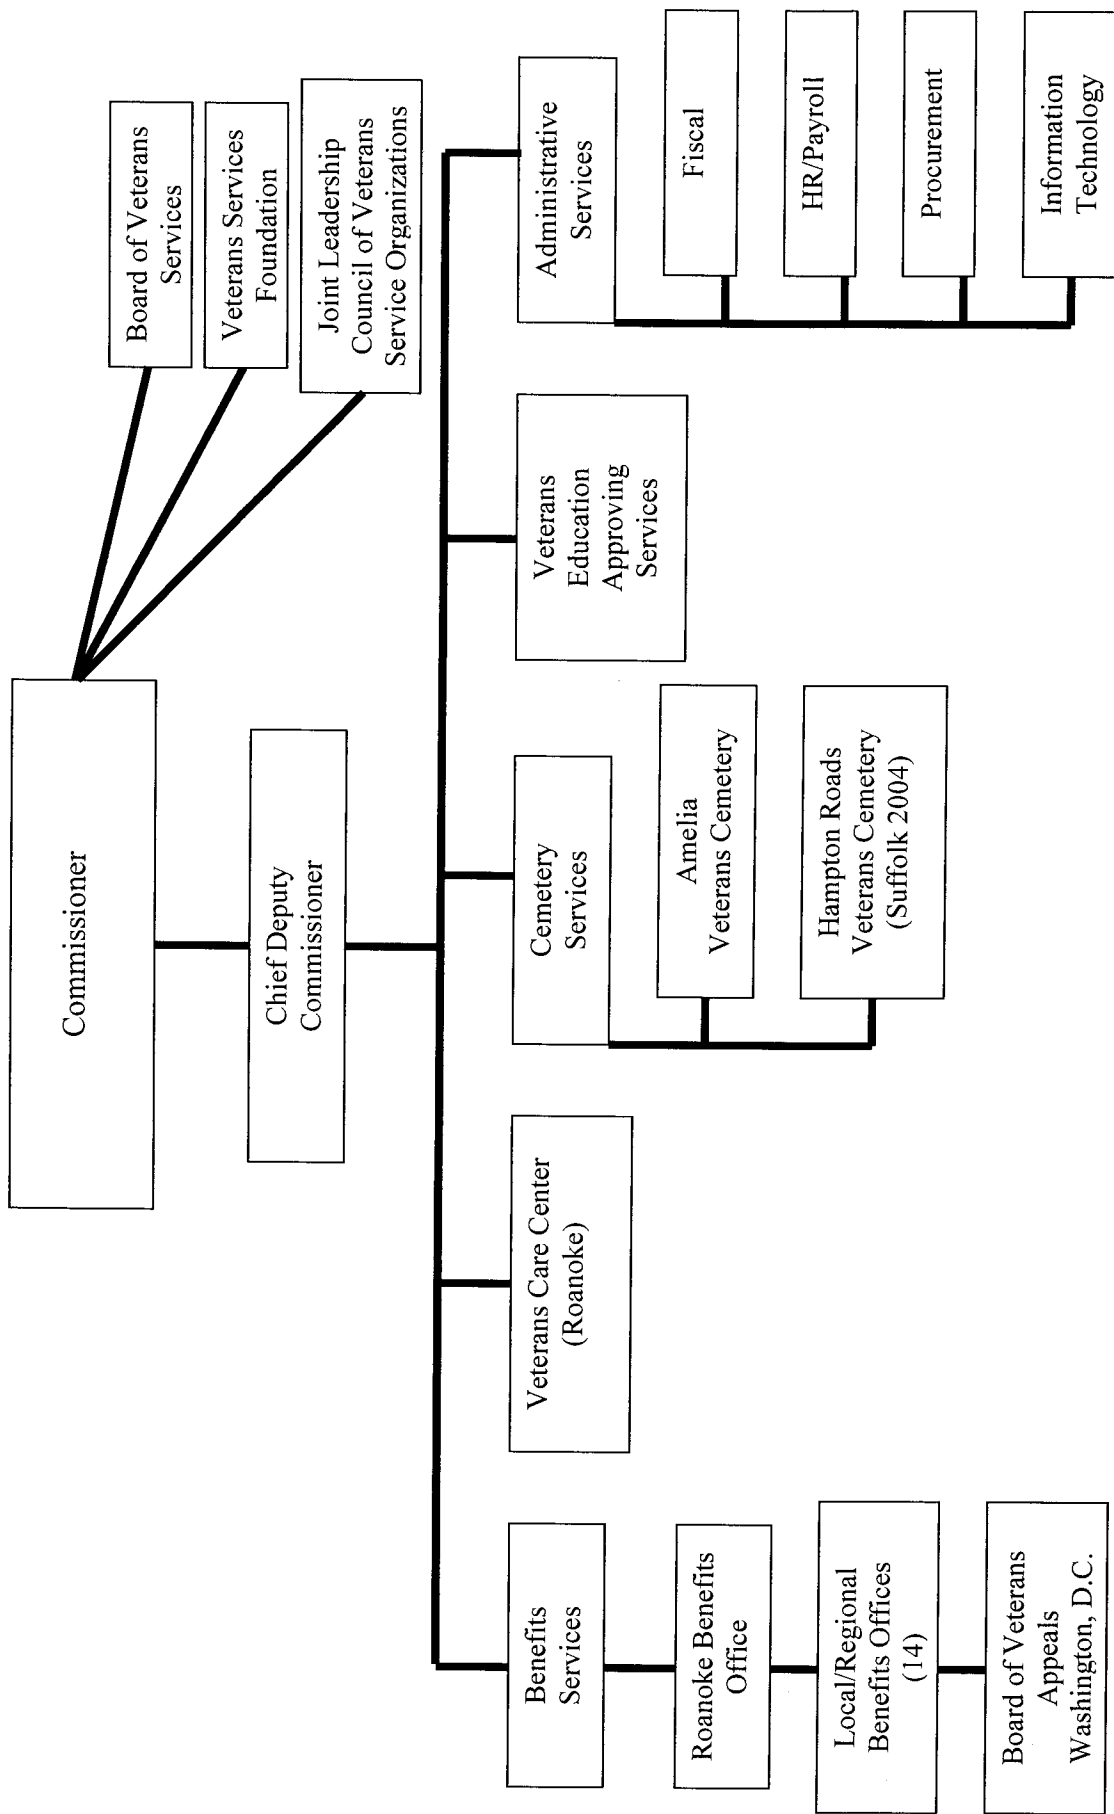 Commissioner
Board of Veterans
Services
Veterans Services
Foundation
Joint Leadership
Council of Veterans
Service Organizations
Chief Deputy
Commissioner
Benefits
Services
Roanoke Benefits
Office
Local/Regional
Benefits Offices
(14)
Board of Veterans
Appeals
Washington, D.C.
Veterans Care Center
(Roanoke)
Cemetery
Services
Amelia
Veterans Cemetery
Hampton Roads
Veterans Cemetery
(Suffolk 2004)
Veterans
Education
Approving
Services
Administrative
Services
Fiscal
HR/Payroll
Procurement
Information
Technology